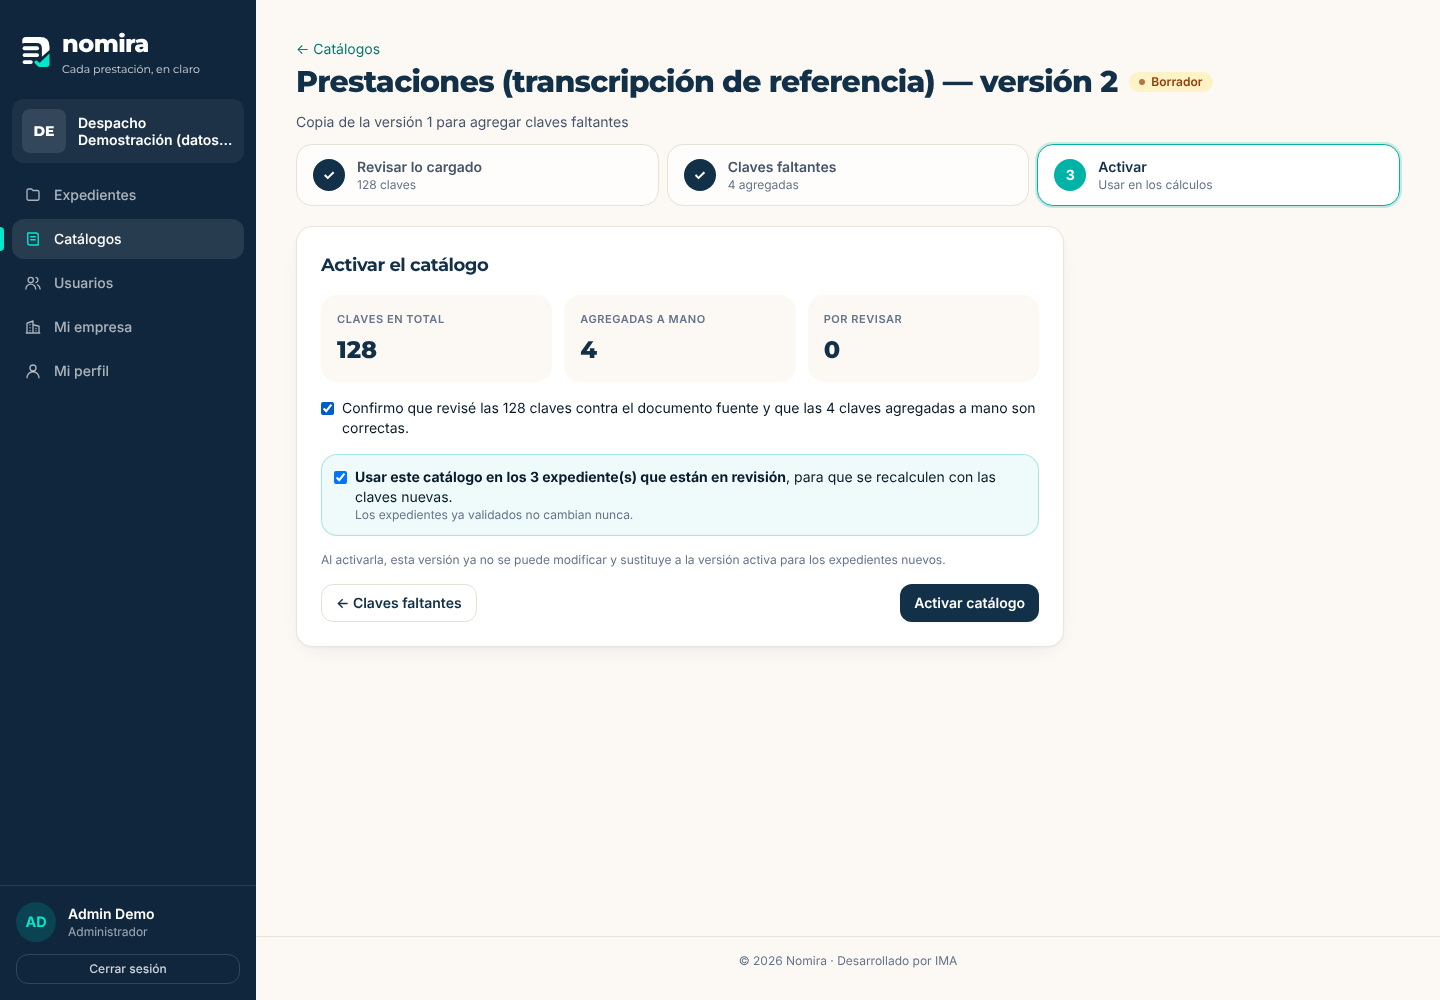 nomira
Cada prestación, en claro
DE
Despacho
Demostración (datos...
Expedientes
Catálogos
Usuarios
Mi empresa
Mi perfil
AD
Admin Demo
Administrador
Cerrar sesión
← Catálogos
Prestaciones (transcripción de referencia) — versión 2
Borrador
Copia de la versión 1 para agregar claves faltantes
Revisar lo cargado
128 claves
Claves faltantes
4 agregadas
3
Activar
Usar en los cálculos
Activar el catálogo
CLAVES EN TOTAL
128
AGREGADAS A MANO
4
POR REVISAR
0
Confirmo que revisé las 128 claves contra el documento fuente y que las 4 claves agregadas a mano son
correctas.
Usar este catálogo en los 3 expediente(s) que están en revisión, para que se recalculen con las
claves nuevas.
Los expedientes ya validados no cambian nunca.
Al activarla, esta versión ya no se puede modificar y sustituye a la versión activa para los expedientes nuevos.
← Claves faltantes
Activar catálogo
© 2026 Nomira · Desarrollado por IMA